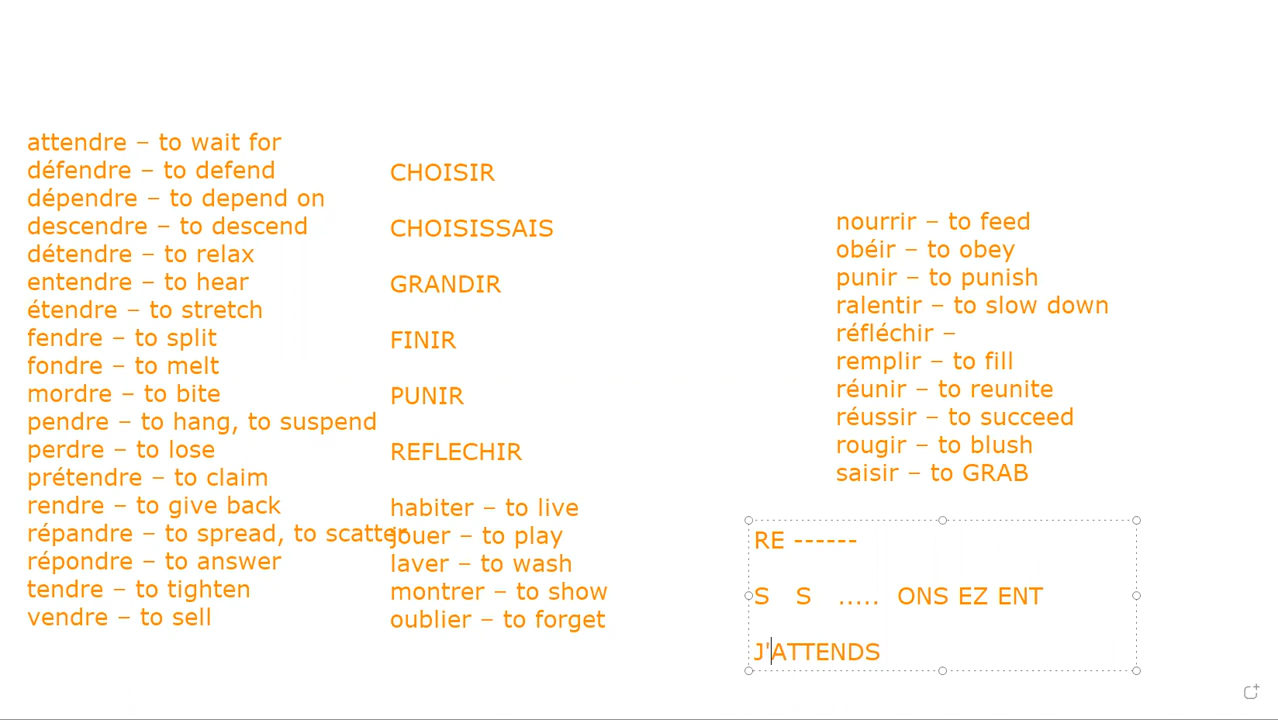 attendre – to wait for
défendre – to defend
dépendre – to depend on
descendre – to descend
détendre – to relax
entendre – to hear
étendre – to stretch
fendre – to split
fondre – to melt
mordre – to bite
pendre – to hang, to suspend
perdre – to lose
prétendre – to claim
rendre – to give back
répandre – to spread, to scatter
répondre – to answer
tendre – to tighten
vendre – to sell
CHOISIR
CHOISISSAIS
GRANDIR
FINIR
PUNIR
REFLECHIR
habiter – to live
jouer – to play
laver – to wash
montrer – to show
oublier – to forget
nourrir – to feed
obéir – to obey
punir – to punish
ralentir – to slow down
réfléchir –
remplir – to fill
réunir – to reunite
réussir – to succeed
rougir – to blush
saisir – to GRAB
RE ------
S S ..... ONS EZ ENT
J'ATTENDS